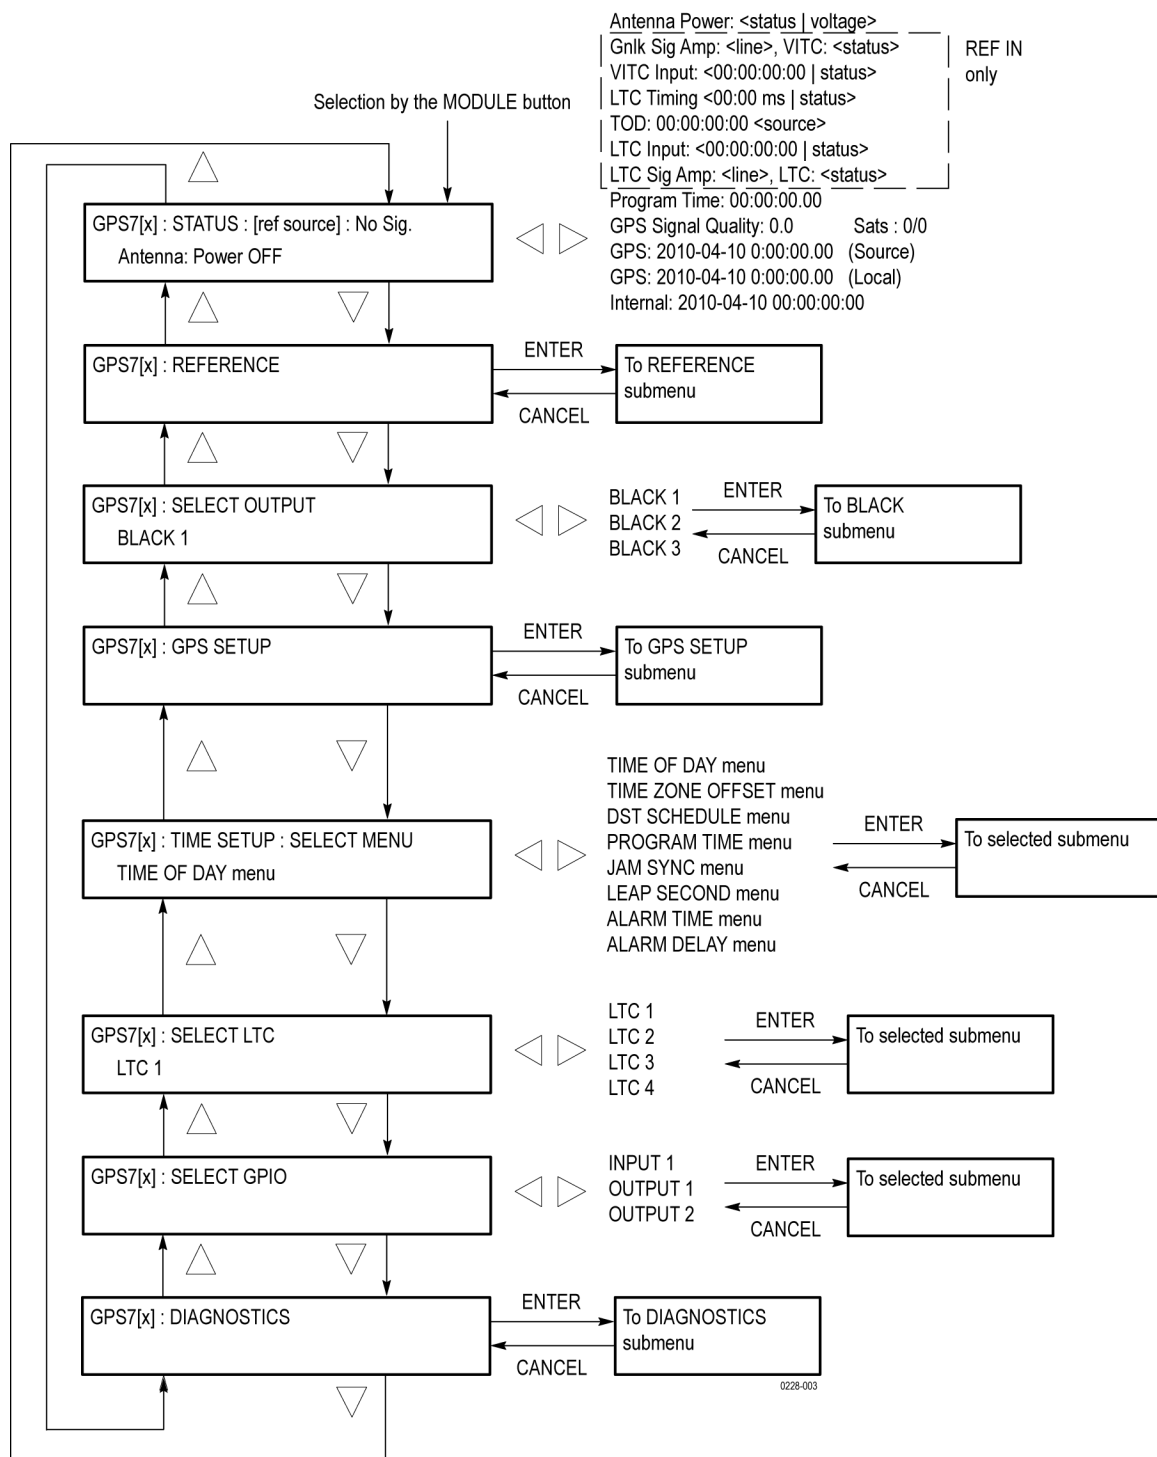 Antenna Power: <status | voltage>
Gnlk Sig Amp: <line>, VITC: <status>
VITC Input: <00:00:00:00 | status>
LTC Timing <00:00 ms | status>
TOD: 00:00:00:00 <source>
LTC Input: <00:00:00:00 | status>
LTC Sig Amp: <line>, LTC: <status>
REF IN
only
Program Time: 00:00:00.00
GPS Signal Quality: 0.0 Sats : 0/0
GPS: 2010-04-10 0:00:00.00 (Source)
GPS: 2010-04-10 0:00:00.00 (Local)
Internal: 2010-04-10 00:00:00:00
Selection by the MODULE button
GPS7[x] : STATUS : [ref source] : No Sig.
Antenna: Power OFF
GPS7[x] : REFERENCE
ENTER
CANCEL
To REFERENCE
submenu
GPS7[x] : SELECT OUTPUT
BLACK 1
BLACK 1
BLACK 2
BLACK 3
ENTER
CANCEL
To BLACK
submenu
GPS7[x] : GPS SETUP
ENTER
CANCEL
To GPS SETUP
submenu
GPS7[x] : TIME SETUP : SELECT MENU
TIME OF DAY menu
TIME OF DAY menu
TIME ZONE OFFSET menu
DST SCHEDULE menu
PROGRAM TIME menu
JAM SYNC menu
LEAP SECOND menu
ALARM TIME menu
ALARM DELAY menu
ENTER
CANCEL
To selected submenu
GPS7[x] : SELECT LTC
LTC 1
LTC 1
LTC 2
LTC 3
LTC 4
ENTER
CANCEL
To selected submenu
GPS7[x] : SELECT GPIO
INPUT 1
OUTPUT 1
OUTPUT 2
ENTER
CANCEL
To selected submenu
GPS7[x] : DIAGNOSTICS
ENTER
CANCEL
To DIAGNOSTICS
submenu
0228-003